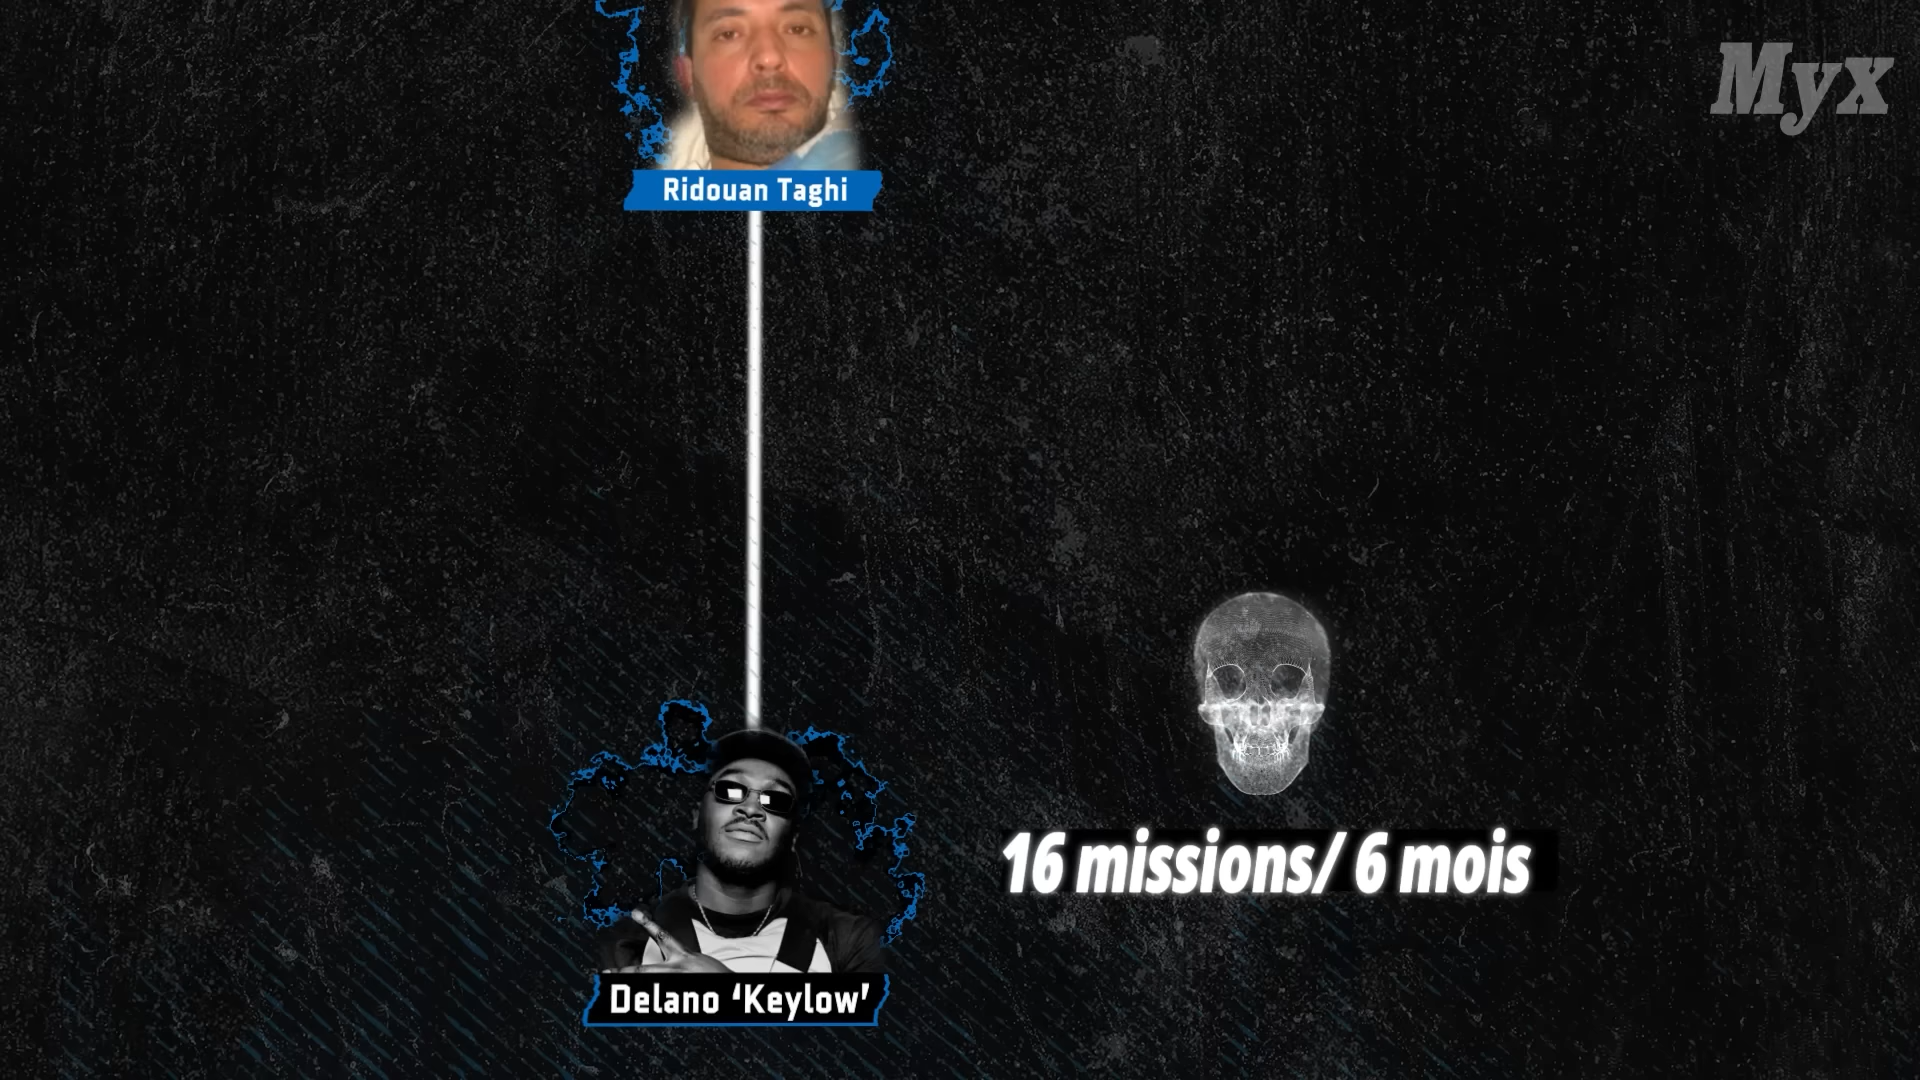 Myx
Ridouan Taghi
16 missions/ 6 mois
Delano ‘Keylow’